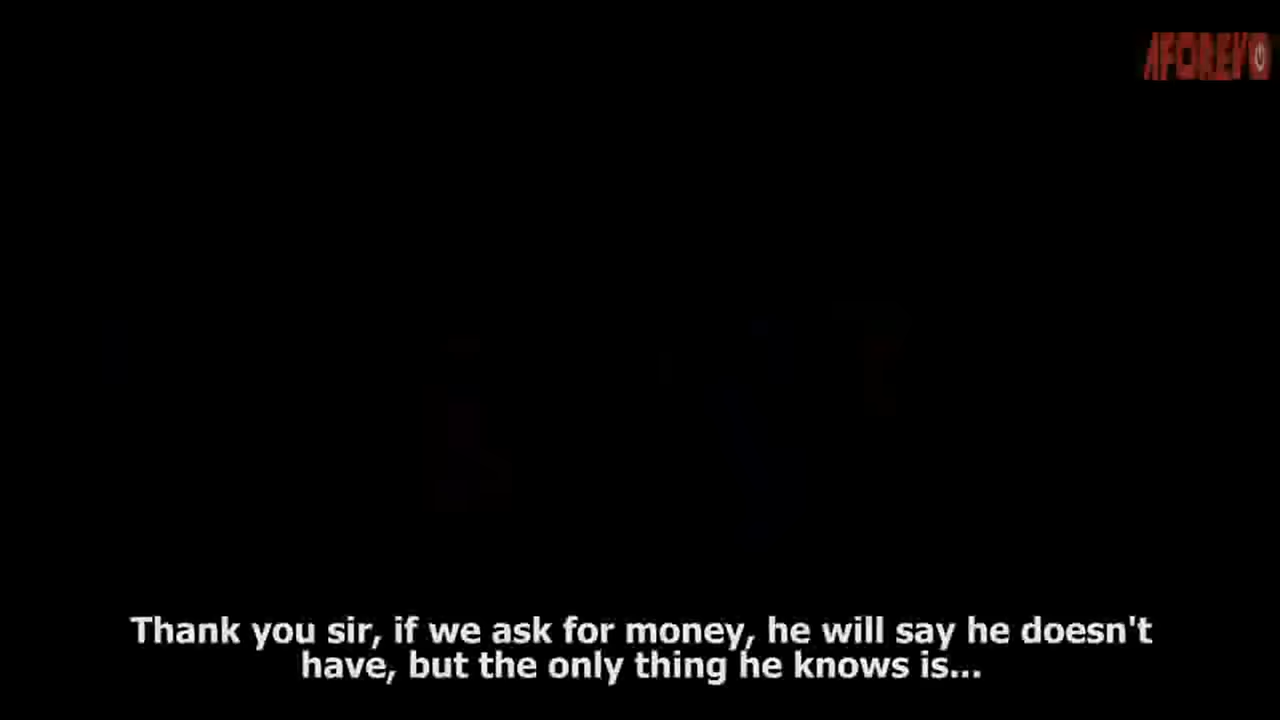 AFOREVO
Thank you sir, if we ask for money, he will say he doesn't
have, but the only thing he knows is...